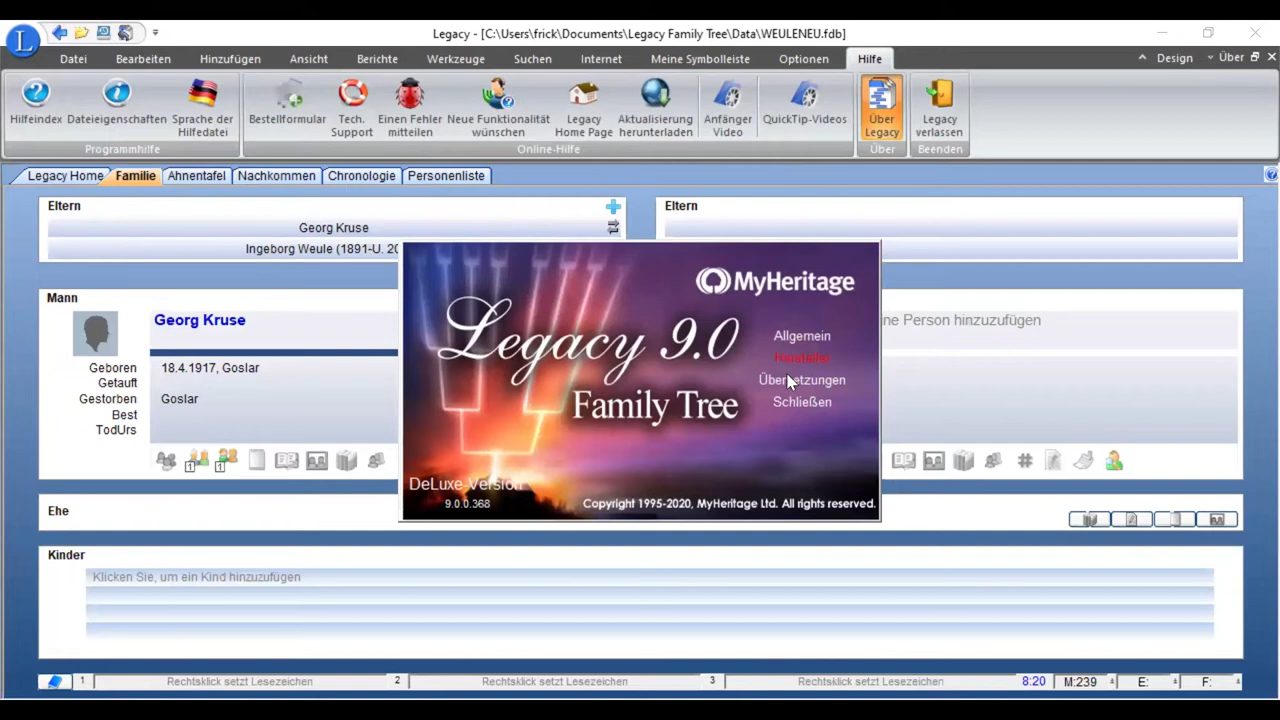 Legacy - [C:\Users\frick\Documents\Legacy Family Tree\Data\WEULENEU.fdb]
Datei Bearbeiten Hinzufügen Ansicht Berichte Werkzeuge Suchen Internet Meine Symbolleiste Optionen Hilfe Design Über
Hilfeindex Dateieigenschaften Sprache der Hilfedatei Bestellformular Tech. Support Einen Fehler mitteilen Neue Funktionalität wünschen Legacy Home Page Aktualisierung herunterladen Anfänger Video QuickTip-Videos Über Legacy Legacy verlassen
Programmhilfe Online-Hilfe Über Beenden
Legacy Home Familie Ahnentafel Nachkommen Chronologie Personenliste
Eltern Eltern
Georg Kruse
Ingeborg Weule (1891-U. 20
MyHeritage
Legacy 9.0
Family Tree
Allgemein
Hersteller
Übersetzungen
Schließen
DeLuxe-Version
9.0.0.368
Copyright 1995-2020, MyHeritage Ltd. All rights reserved.
Mann
Georg Kruse
ne Person hinzuzufügen
Geboren 18.4.1917, Goslar
Getauft
Gestorben Goslar
Best
TodUrs
1 1
Ehe
Kinder
Klicken Sie, um ein Kind hinzuzufügen
1 Rechtsklick setzt Lesezeichen 2 Rechtsklick setzt Lesezeichen 3 Rechtsklick setzt Lesezeichen 8:20 M:239 E: F: